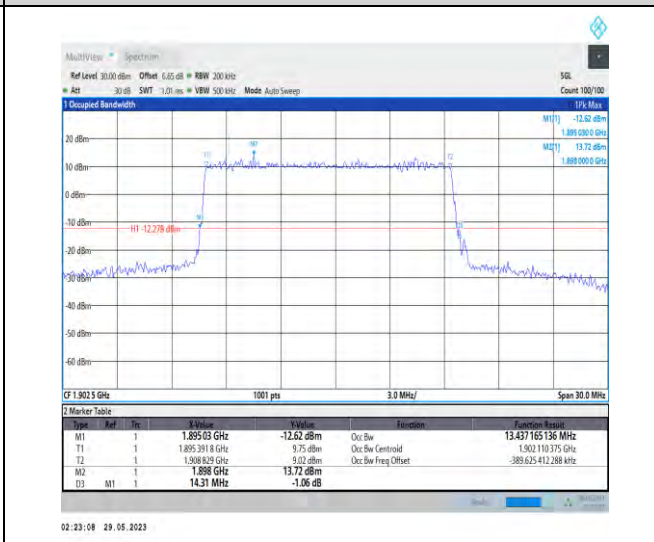 MultiView Spectrum
Ref Level 30.00 dBm Offset 6.65 dB RBW 200 kHz SGL
Att 30 dB SWT 1.01 ms VBW 500 kHz Mode Auto Sweep Count 100/100
1 Occupied Bandwidth 1Pk Max
M1[1] -12.62 dBm
1.895 030 0 GHz
20 dBm
M2[1] 13.72 dBm
1.898 000 0 GHz
M2
T1
T2
10 dBm
0 dBm
-10 dBm
M1
H1 -12.278 dBm
D3
-20 dBm
-30 dBm
-40 dBm
-50 dBm
-60 dBm
CF 1.902 5 GHz 1001 pts 3.0 MHz/ Span 30.0 MHz
2 Marker Table
Type Ref Trc X-Value Y-Value Function Function Result
M1 1 1.895 03 GHz -12.62 dBm Occ Bw 13.437 165 136 MHz
T1 1 1.895 391 8 GHz 9.75 dBm Occ Bw Centroid 1.902 110 375 GHz
T2 1 1.908 829 GHz 9.02 dBm Occ Bw Freq Offset -389.625 412 288 kHz
M2 1 1.898 GHz 13.72 dBm
D3 M1 1 14.31 MHz -1.06 dB
02:23:08 29.05.2023